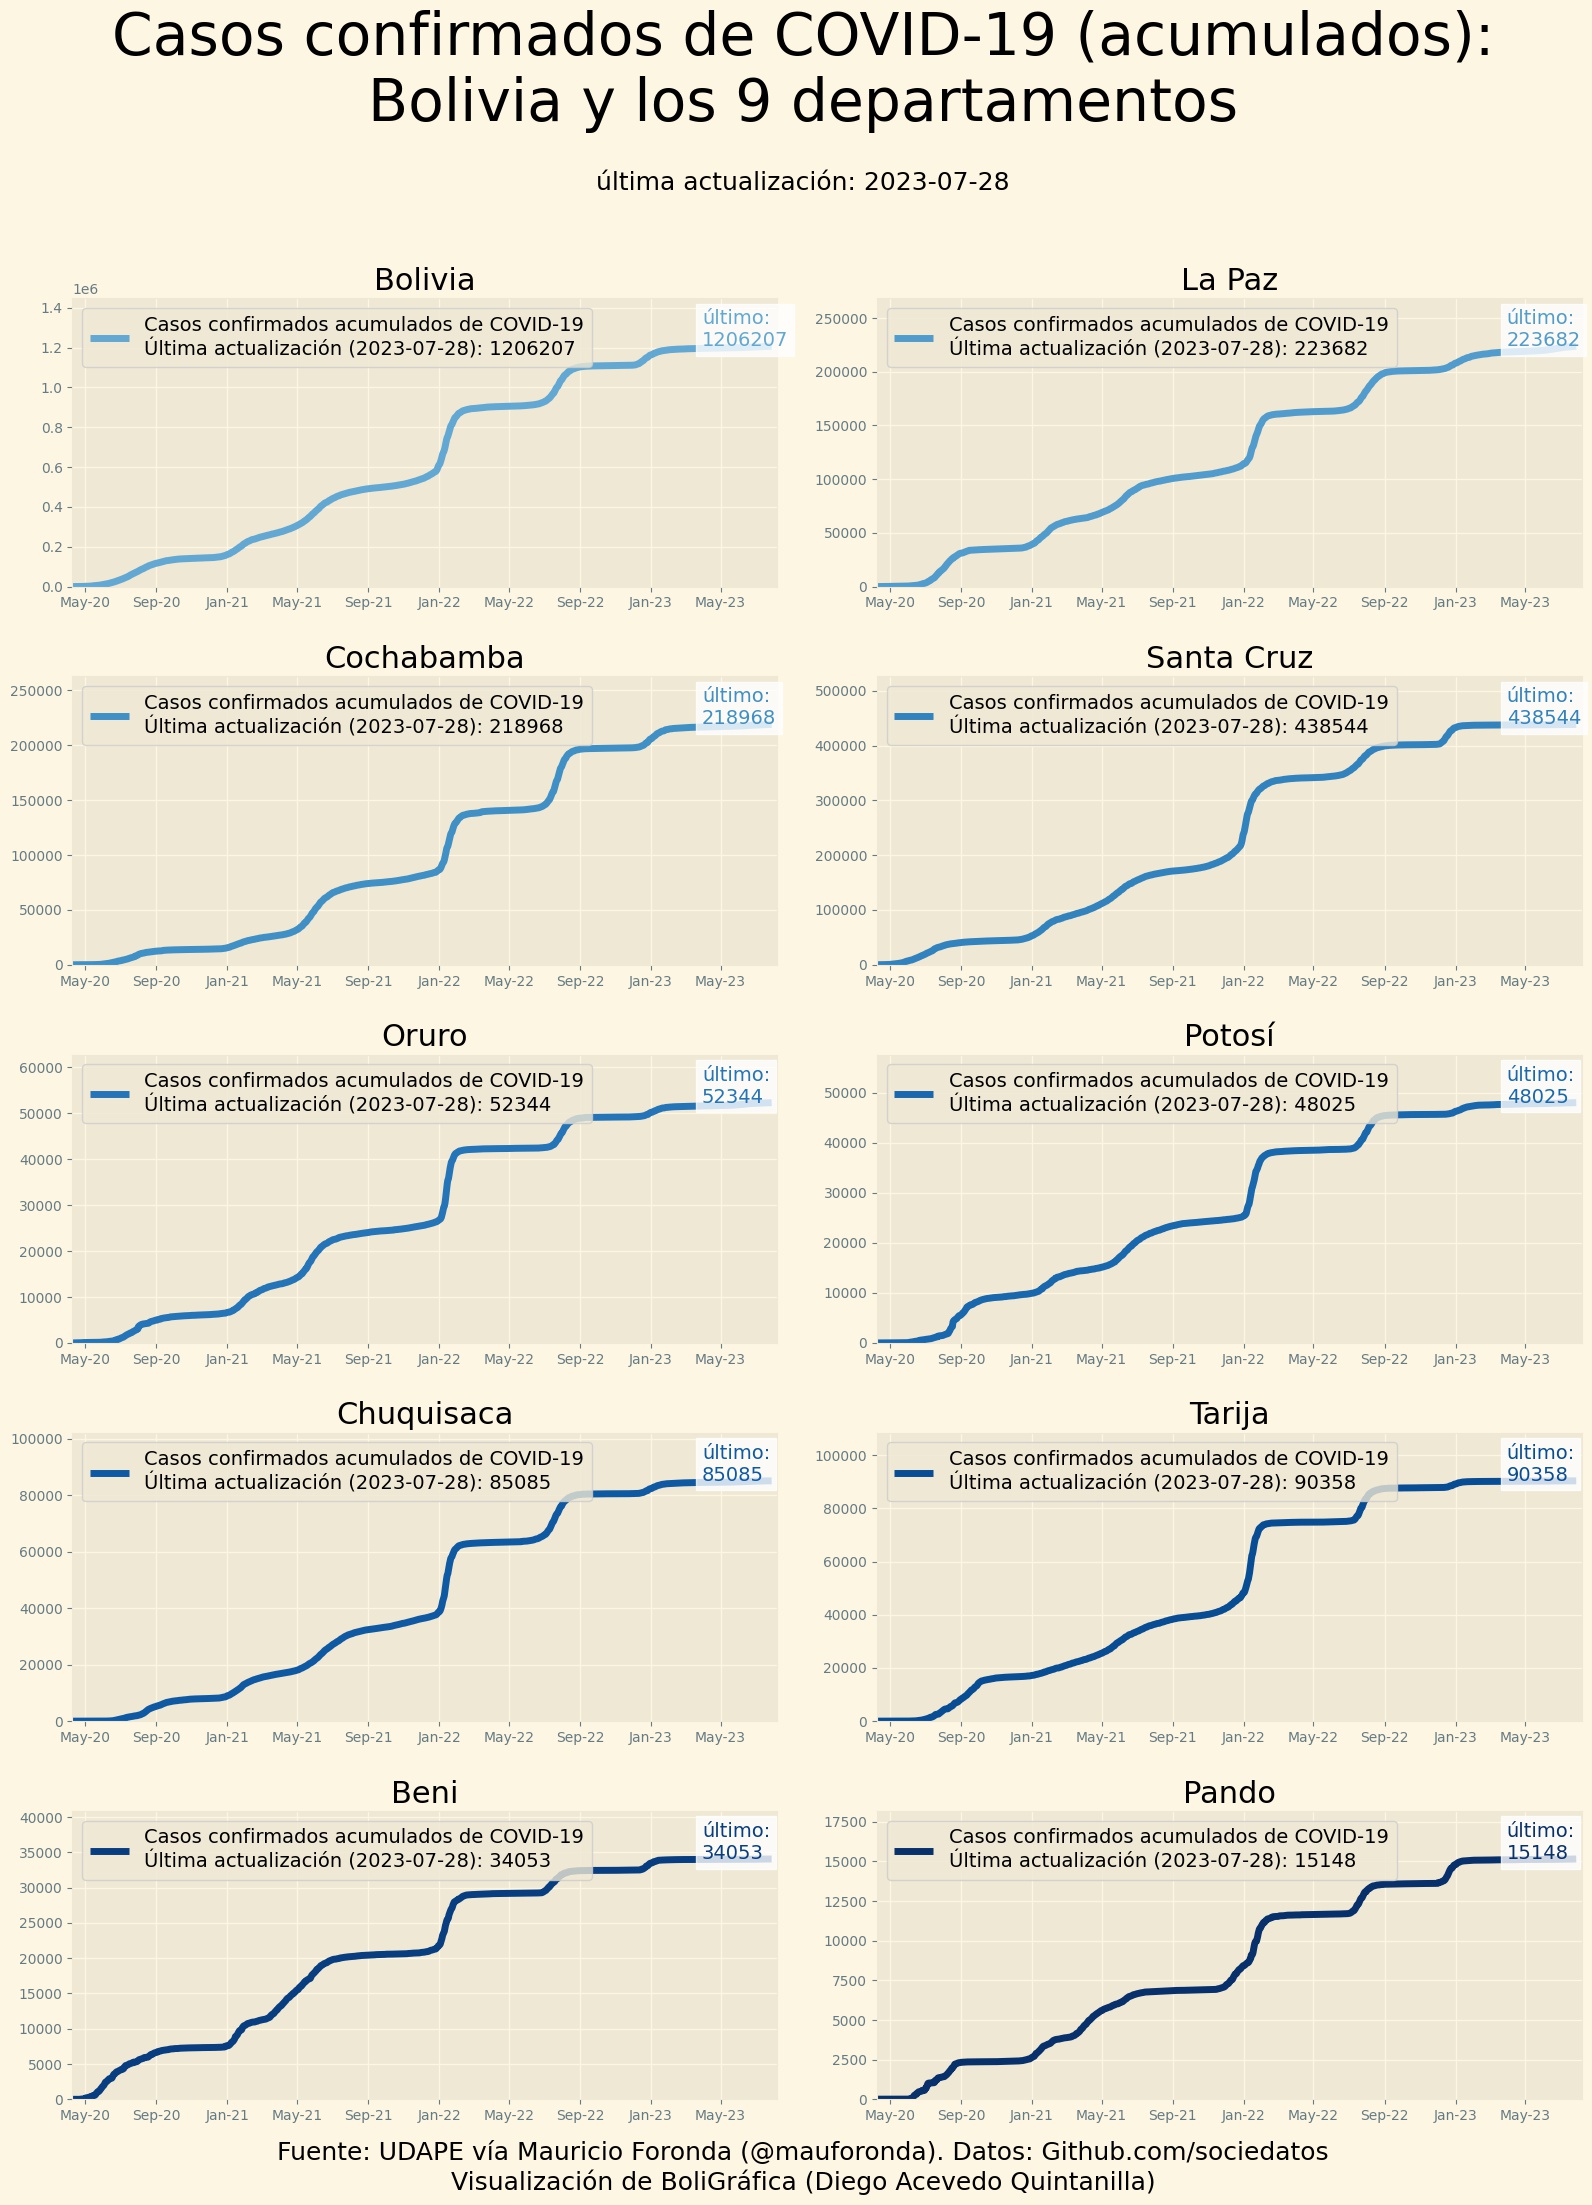 Casos confirmados de COVID-19 (acumulados):
Bolivia y los 9 departamentos
última actualización: 2023-07-28
Bolivia
1e6
1.4
1.2
1.0
0.8
0.6
0.4
0.2
0.0
Casos confirmados acumulados de COVID-19
Última actualización (2023-07-28): 1206207
último:
1206207
May-20 Sep-20 Jan-21 May-21 Sep-21 Jan-22 May-22 Sep-22 Jan-23 May-23
La Paz
250000
200000
150000
100000
50000
0
Casos confirmados acumulados de COVID-19
Última actualización (2023-07-28): 223682
último:
223682
May-20 Sep-20 Jan-21 May-21 Sep-21 Jan-22 May-22 Sep-22 Jan-23 May-23
Cochabamba
250000
200000
150000
100000
50000
0
Casos confirmados acumulados de COVID-19
Última actualización (2023-07-28): 218968
último:
218968
May-20 Sep-20 Jan-21 May-21 Sep-21 Jan-22 May-22 Sep-22 Jan-23 May-23
Santa Cruz
500000
400000
300000
200000
100000
0
Casos confirmados acumulados de COVID-19
Última actualización (2023-07-28): 438544
último:
438544
May-20 Sep-20 Jan-21 May-21 Sep-21 Jan-22 May-22 Sep-22 Jan-23 May-23
Oruro
60000
50000
40000
30000
20000
10000
0
Casos confirmados acumulados de COVID-19
Última actualización (2023-07-28): 52344
último:
52344
May-20 Sep-20 Jan-21 May-21 Sep-21 Jan-22 May-22 Sep-22 Jan-23 May-23
Potosí
50000
40000
30000
20000
10000
0
Casos confirmados acumulados de COVID-19
Última actualización (2023-07-28): 48025
último:
48025
May-20 Sep-20 Jan-21 May-21 Sep-21 Jan-22 May-22 Sep-22 Jan-23 May-23
Chuquisaca
100000
80000
60000
40000
20000
0
Casos confirmados acumulados de COVID-19
Última actualización (2023-07-28): 85085
último:
85085
May-20 Sep-20 Jan-21 May-21 Sep-21 Jan-22 May-22 Sep-22 Jan-23 May-23
Tarija
100000
80000
60000
40000
20000
0
Casos confirmados acumulados de COVID-19
Última actualización (2023-07-28): 90358
último:
90358
May-20 Sep-20 Jan-21 May-21 Sep-21 Jan-22 May-22 Sep-22 Jan-23 May-23
Beni
40000
35000
30000
25000
20000
15000
10000
5000
0
Casos confirmados acumulados de COVID-19
Última actualización (2023-07-28): 34053
último:
34053
May-20 Sep-20 Jan-21 May-21 Sep-21 Jan-22 May-22 Sep-22 Jan-23 May-23
Pando
17500
15000
12500
10000
7500
5000
2500
0
Casos confirmados acumulados de COVID-19
Última actualización (2023-07-28): 15148
último:
15148
May-20 Sep-20 Jan-21 May-21 Sep-21 Jan-22 May-22 Sep-22 Jan-23 May-23
Fuente: UDAPE vía Mauricio Foronda (@mauforonda). Datos: Github.com/sociedatos
Visualización de BoliGráfica (Diego Acevedo Quintanilla)